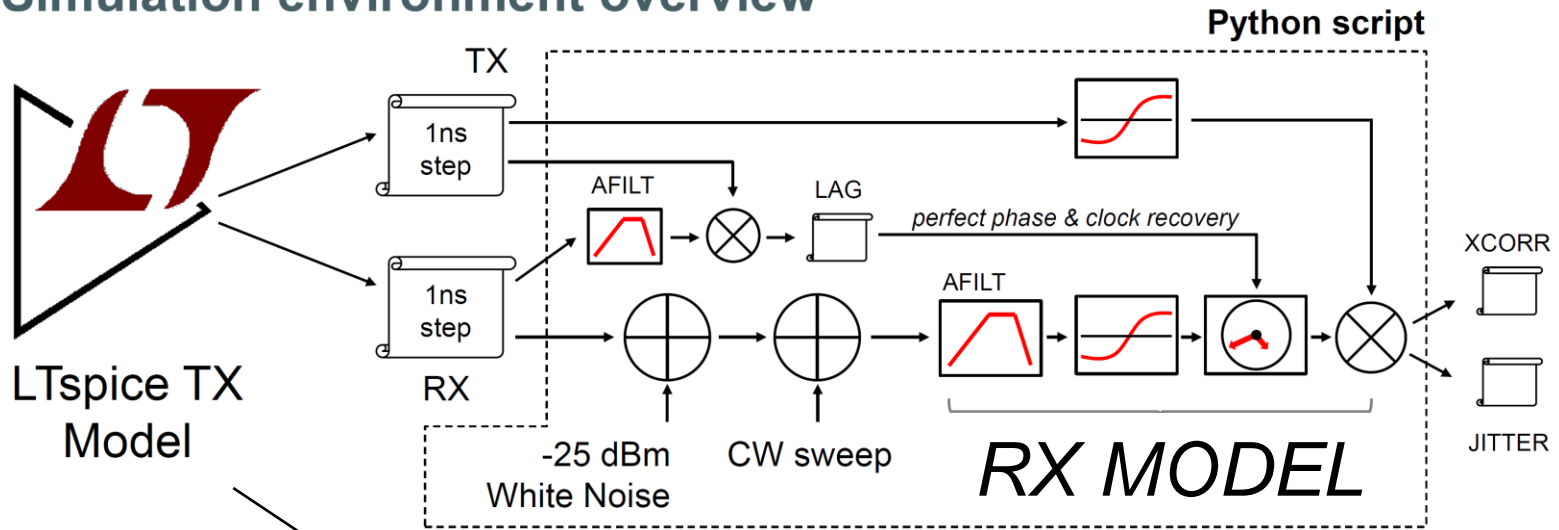 Simulation environment overview
Python script
TX
1ns
step
AFILT
LAG
perfect phase & clock recovery
XCORR
1ns
step
AFILT
LTspice TX
Model
RX
-25 dBm
White Noise
CW sweep
RX MODEL
JITTER